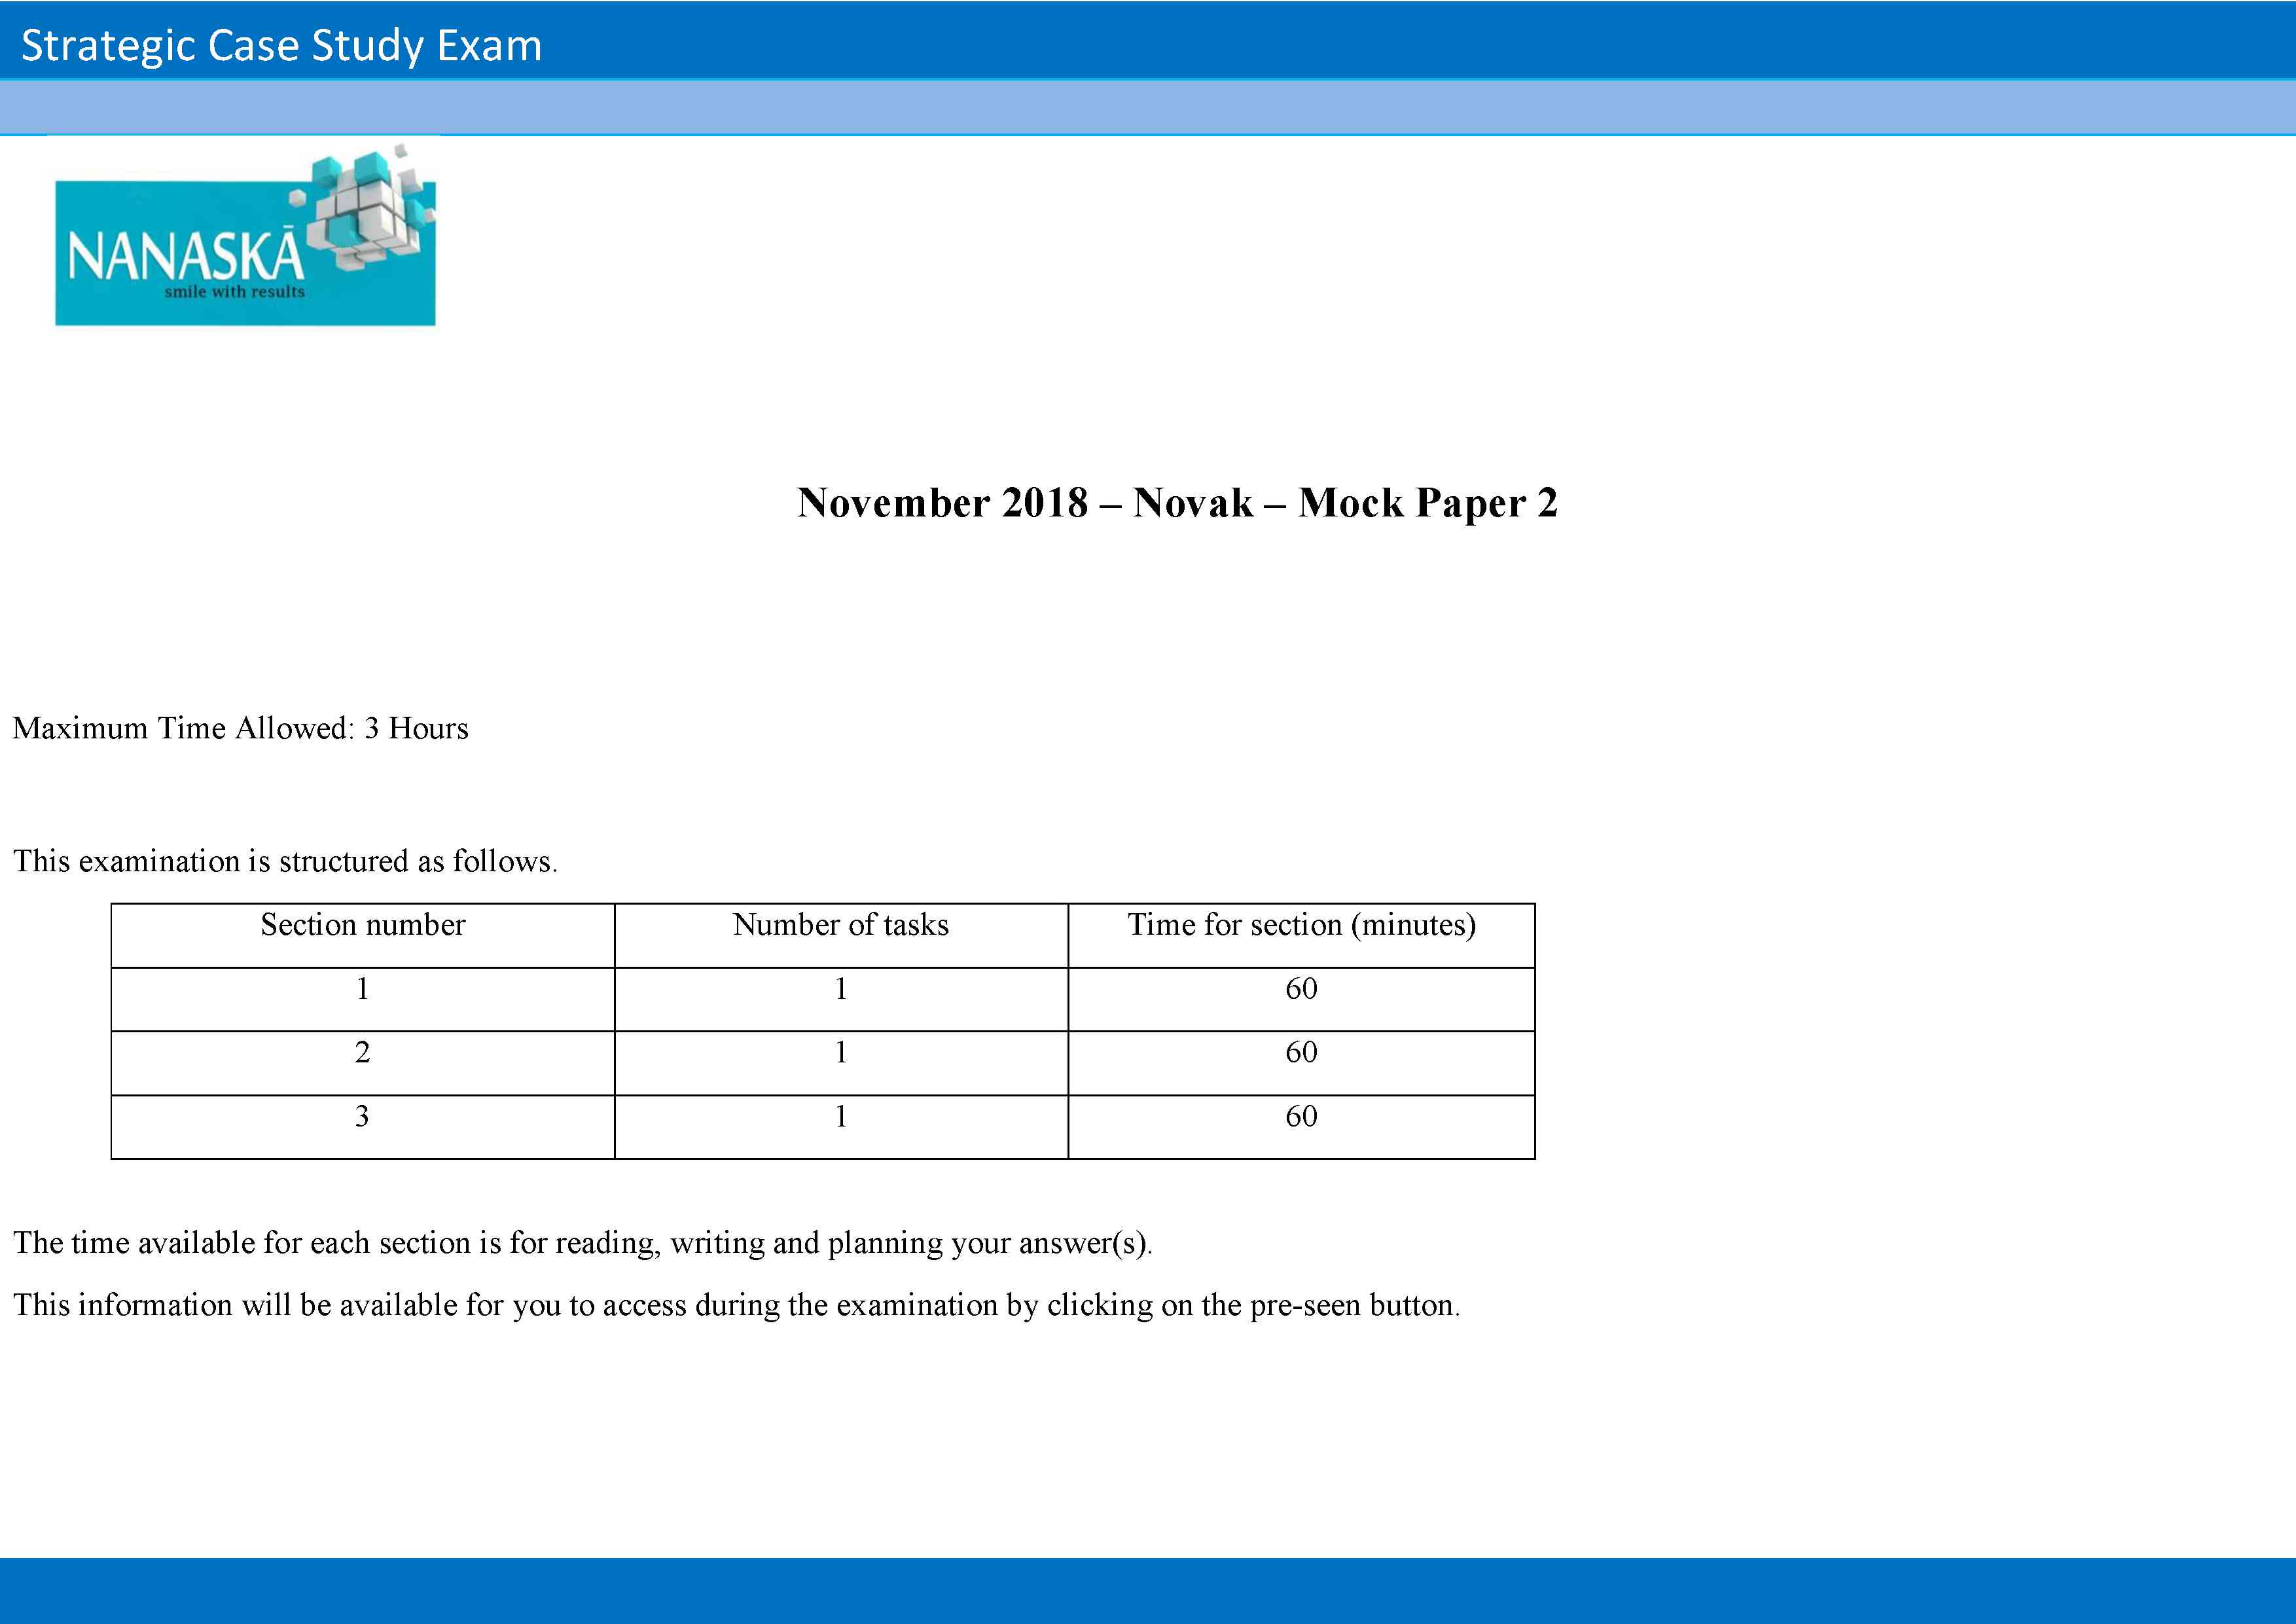 Strategic Case Study Exam
NANASKĀ
smile with results
November 2018 – Novak – Mock Paper 2
Maximum Time Allowed: 3 Hours
This examination is structured as follows.
Section number Number of tasks Time for section (minutes)
1 1 60
2 1 60
3 1 60
The time available for each section is for reading, writing and planning your answer(s).
This information will be available for you to access during the examination by clicking on the pre-seen button.